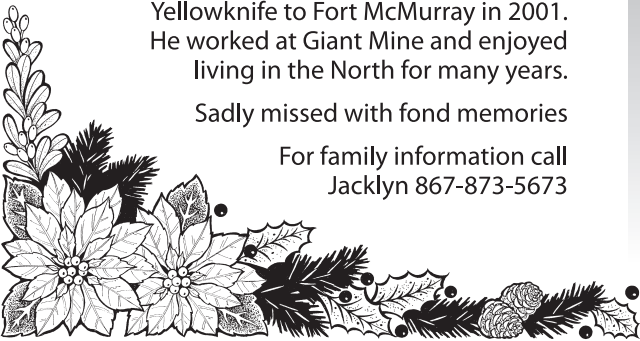 Yellowknife to Fort McMurray in 2001.
He worked at Giant Mine and enjoyed
living in the North for many years.
Sadly missed with fond memories
For family information call
Jacklyn 867-873-5673